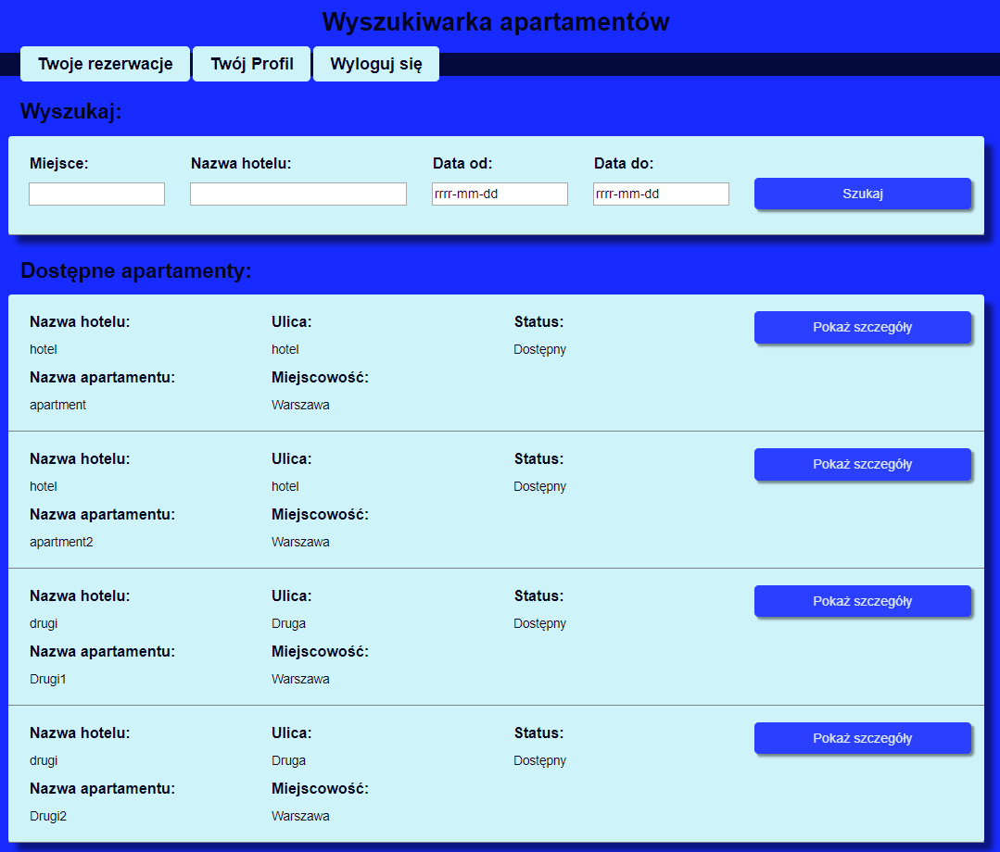 Wyszukiwarka apartamentów
Twoje rezerwacje Twój Profil Wyloguj się
Wyszukaj:
Miejsce: Nazwa hotelu: Data od: Data do:
rrrr-mm-dd rrrr-mm-dd Szukaj
Dostępne apartamenty:
Nazwa hotelu: Ulica: Status: Pokaż szczegóły
hotel hotel Dostępny
Nazwa apartamentu: Miejscowość:
apartment Warszawa
Nazwa hotelu: Ulica: Status: Pokaż szczegóły
hotel hotel Dostępny
Nazwa apartamentu: Miejscowość:
apartment2 Warszawa
Nazwa hotelu: Ulica: Status: Pokaż szczegóły
drugi Druga Dostępny
Nazwa apartamentu: Miejscowość:
Drugi1 Warszawa
Nazwa hotelu: Ulica: Status: Pokaż szczegóły
drugi Druga Dostępny
Nazwa apartamentu: Miejscowość:
Drugi2 Warszawa